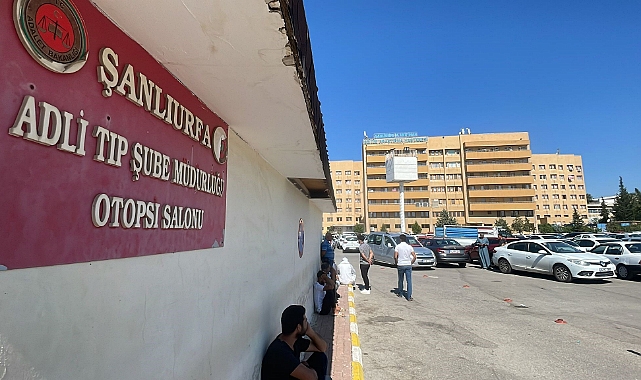 ŞANLIURFA
ADLİ TIP ŞUBE MÜDÜRLÜĞÜ
OTOPSİ SALONU